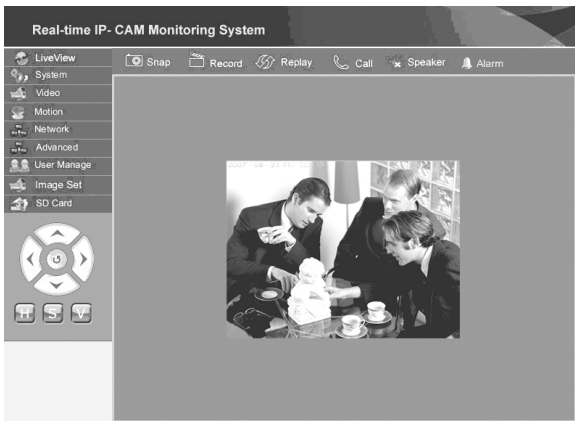 Real-time IP- CAM Monitoring System
LiveView
System
Video
Motion
Network
Advanced
User Manage
Image Set
SD Card
Snap Record Replay Call Speaker Alarm
H S V